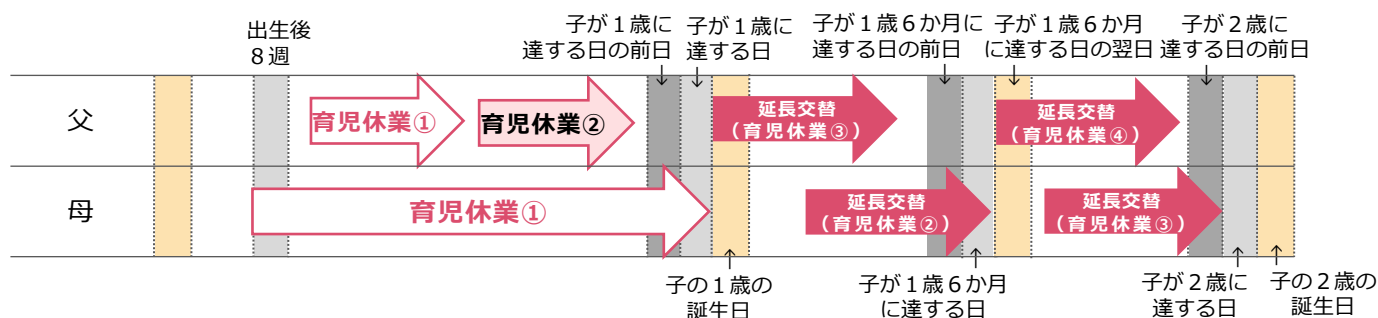 出生後
８週
子が１歳に
達する日の前日
子が１歳に
達する日
子が１歳６か月に
達する日の前日
子が１歳６か月
に達する日の翌日
子が２歳に
達する日の前日
父
育児休業①
育児休業②
延長交替
（育児休業③）
延長交替
（育児休業④）
母
育児休業①
延長交替
（育児休業②）
延長交替
（育児休業③）
子の１歳の
誕生日
子が１歳６か月
に達する日
子が２歳に
達する日
子の２歳の
誕生日